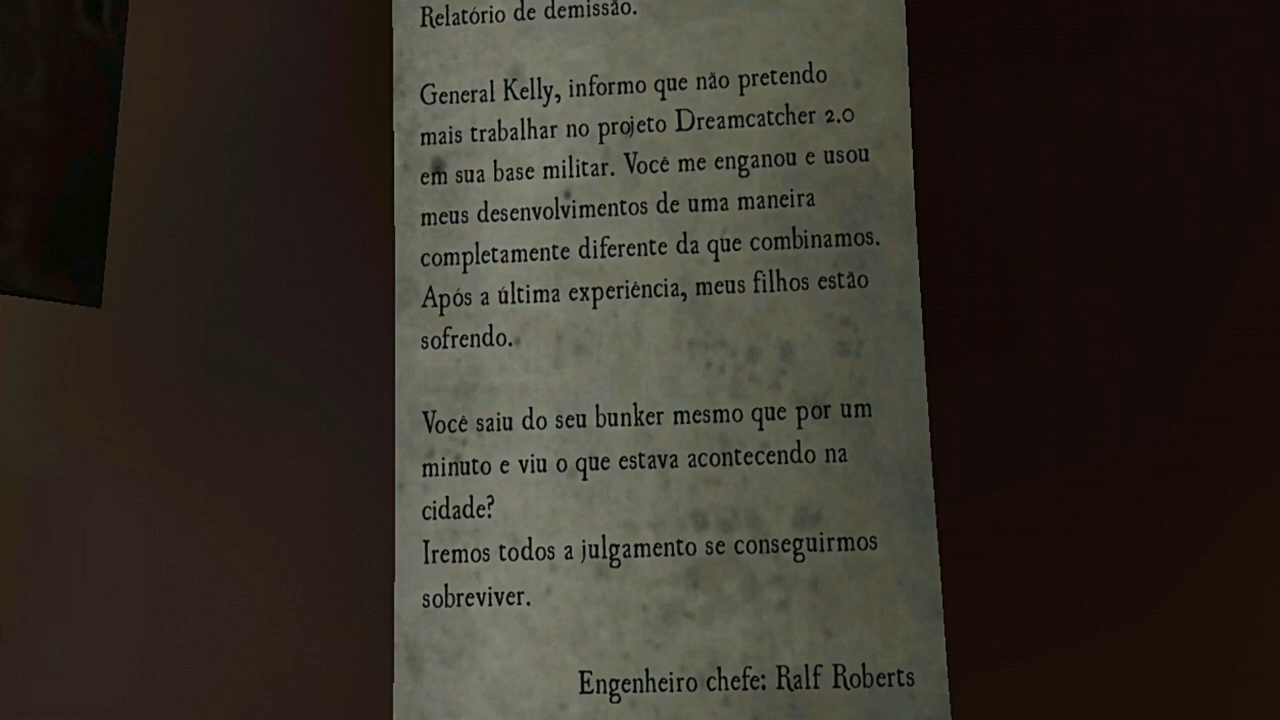 Relatório de demissão.
General Kelly, informo que não pretendo
mais trabalhar no projeto Dreamcatcher 2.0
em sua base militar. Você me enganou e usou
meus desenvolvimentos de uma maneira
completamente diferente da que combinamos.
Após a última experiência, meus filhos estão
sofrendo.
Você saiu do seu bunker mesmo que por um
minuto e viu o que estava acontecendo na
cidade?
Iremos todos a julgamento se conseguirmos
sobreviver.
Engenheiro chefe: Ralf Roberts